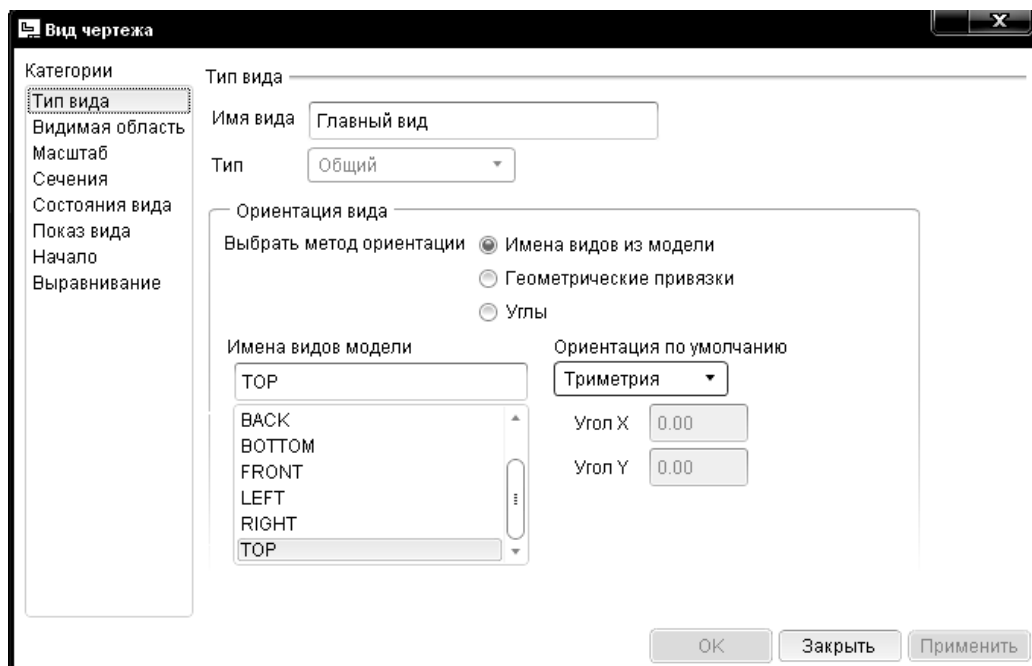 Вид чертежа
x
Категории
Тип вида
Видимая область
Масштаб
Сечения
Состояния вида
Показ вида
Начало
Выравнивание
Тип вида
Имя вида Главный вид
Тип Общий
Ориентация вида
Выбрать метод ориентации Имена видов из модели
Геометрические привязки
Углы
Имена видов модели
TOP
BACK
BOTTOM
FRONT
LEFT
RIGHT
TOP
Ориентация по умолчанию
Триметрия
Угол X 0.00
Угол Y 0.00
OK Закрыть Применить